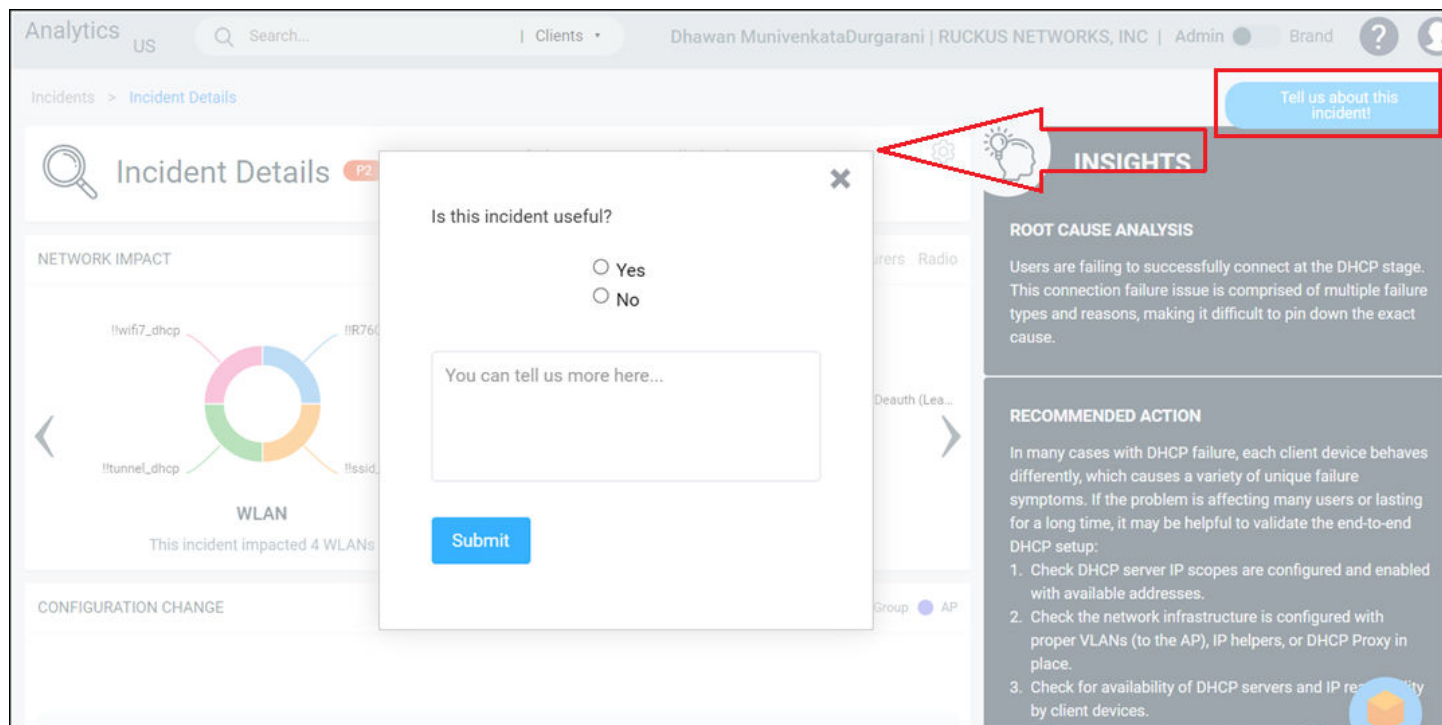 Analytics US Search... | Clients Dhawan MunivenkataDurgarani | RUCKUS NETWORKS, INC | Admin Brand ?
Incidents > Incident Details
Tell us about this
incident!
Incident Details P2
INSIGHTS
Is this incident useful?
Yes
No
You can tell us more here...
Submit
NETWORK IMPACT
Radio
!!wifi7_dhcp
!!R760
!!tunnel_dhcp
!!ssid_
Deauth (Lea...
WLAN
This incident impacted 4 WLANs
CONFIGURATION CHANGE
Group AP
ROOT CAUSE ANALYSIS
Users are failing to successfully connect at the DHCP stage.
This connection failure issue is comprised of multiple failure
types and reasons, making it difficult to pin down the exact
cause.
RECOMMENDED ACTION
In many cases with DHCP failure, each client device behaves
differently, which causes a variety of unique failure
symptoms. If the problem is affecting many users or lasting
for a long time, it may be helpful to validate the end-to-end
DHCP setup:
1. Check DHCP server IP scopes are configured and enabled
with available addresses.
2. Check the network infrastructure is configured with
proper VLANs (to the AP), IP helpers, or DHCP Proxy in
place.
3. Check for availability of DHCP servers and IP
by client devices.